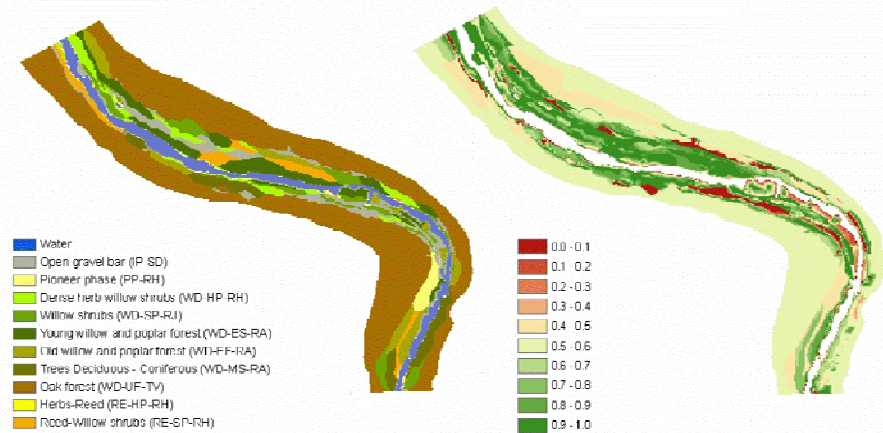 Water
Open gravel bar (IP SD)
Pioneer phase (PP-RH)
Dense herb willow shrubs (WD-HP RH)
Willow shrubs (WD-SP-RJ)
Young willow and poplar forest (WD-ES-RA)
Old willow and poplar forest (WD-EF-RA)
Trees Deciduous - Coniferous (WD-MS-RA)
Oak forest (WD-UF-TV)
Herbs-Reed (RE-HP-RH)
Reed-Willow shrubs (RE-SP-RH)
0.0 - 0.1
0.1 - 0.2
0.2 - 0.3
0.3 - 0.4
0.4 - 0.5
0.5 - 0.6
0.6 - 0.7
0.7 - 0.8
0.8 - 0.9
0.9 - 1.0